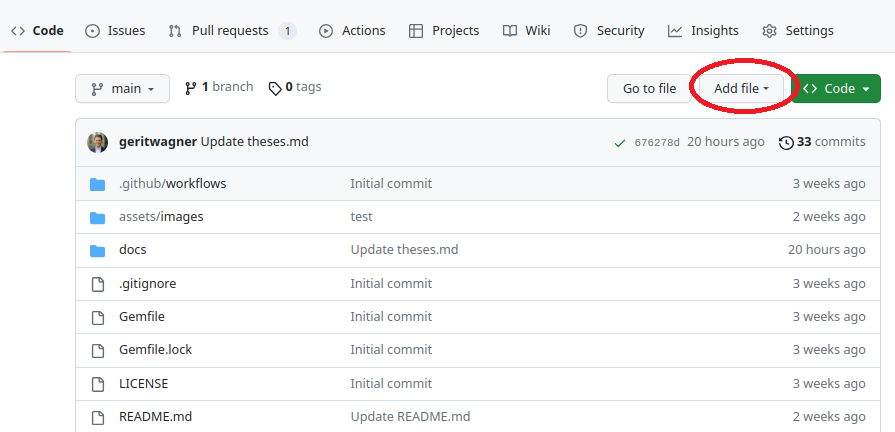 Code Issues Pull requests 1 Actions Projects Wiki Security Insights Settings
main 1 branch 0 tags Go to file Add file Code
geritwagner Update theses.md 676278d 20 hours ago 33 commits
.github/workflows Initial commit 3 weeks ago
assets/images test 2 weeks ago
docs Update theses.md 20 hours ago
.gitignore Initial commit 3 weeks ago
Gemfile Initial commit 3 weeks ago
Gemfile.lock Initial commit 3 weeks ago
LICENSE Initial commit 3 weeks ago
README.md Update README.md 2 weeks ago